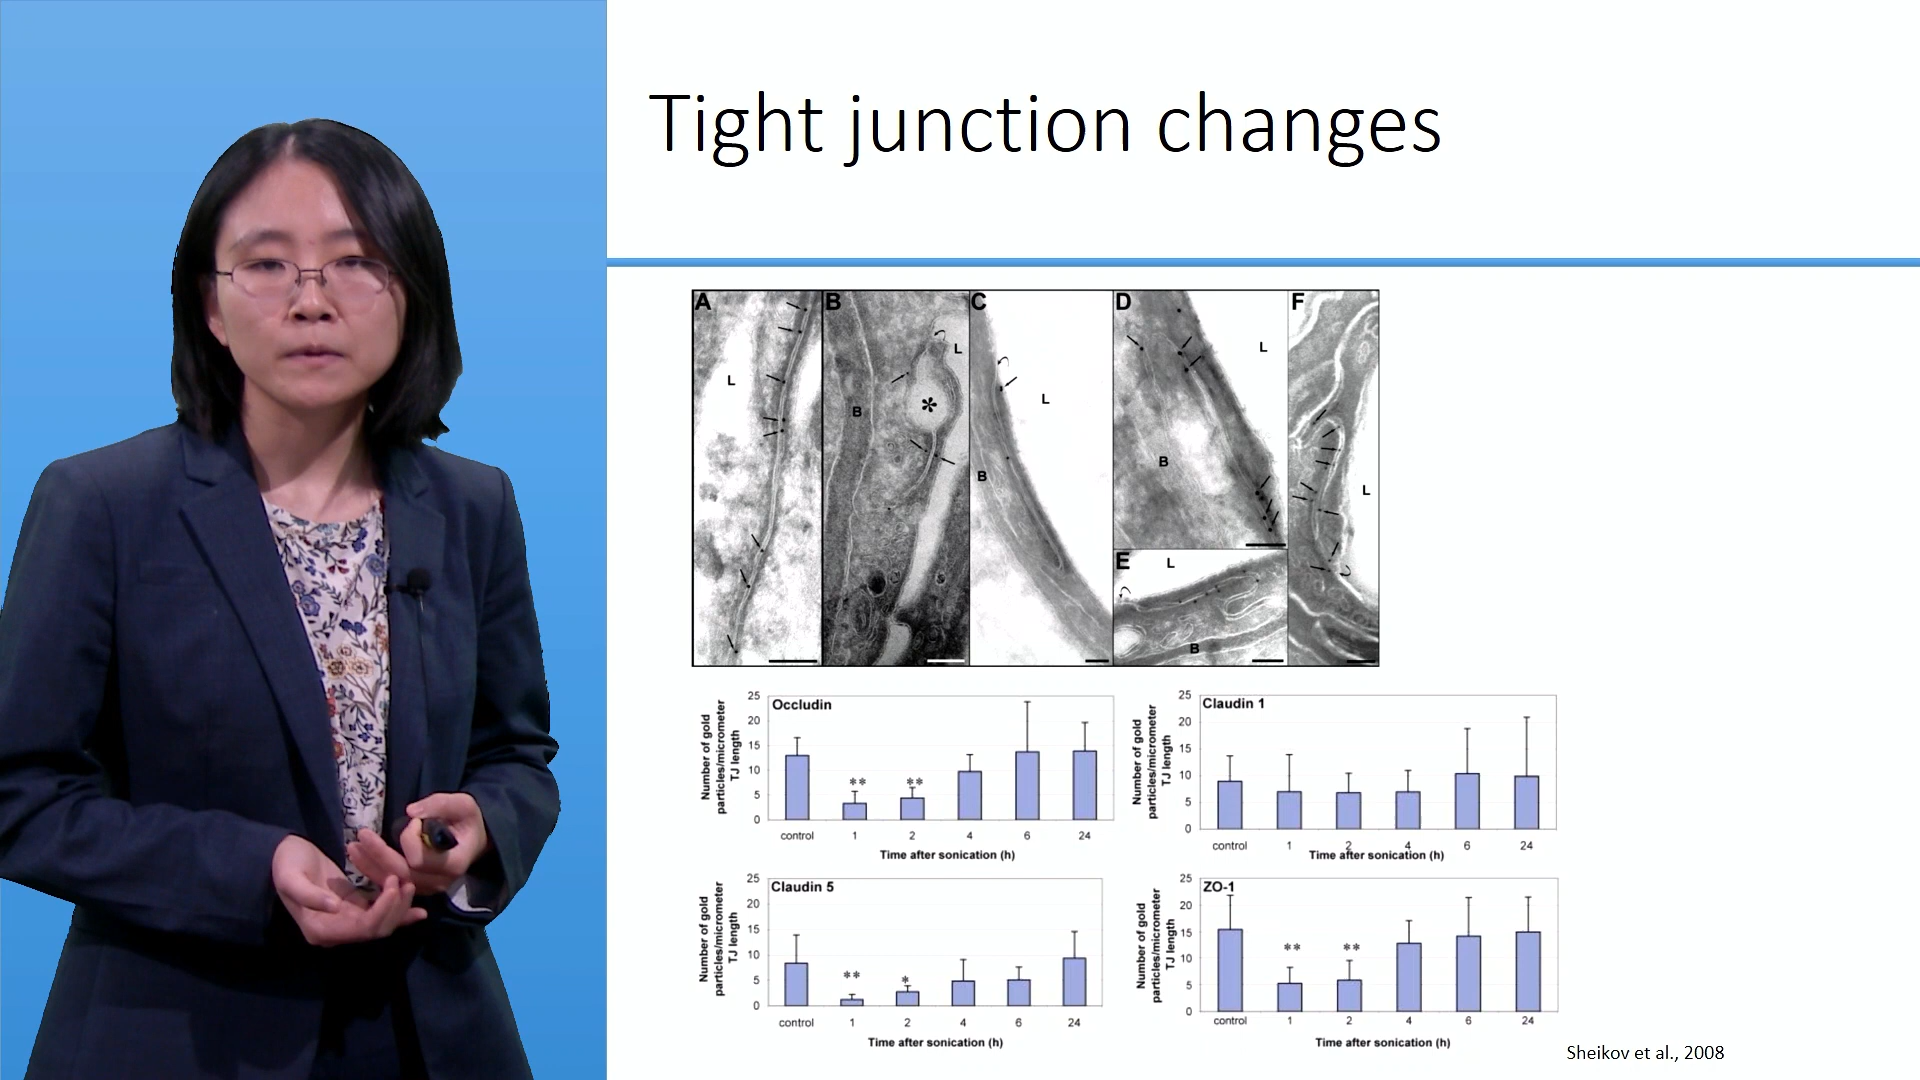 Tight junction changes
A
B
C
D
F
L
L
L
L
B
*
B
B
L
E
L
B
Occludin
Number of gold
particles/micrometer
TJ length
25
20
15
10
5
0
** **
control 1 2 4 6 24
Time after sonication (h)
Claudin 1
Number of gold
particles/micrometer
TJ length
25
20
15
10
5
0
control 1 2 4 6 24
Time after sonication (h)
Claudin 5
Number of gold
particles/micrometer
TJ length
25
20
15
10
5
0
** *
control 1 2 4 6 24
Time after sonication (h)
ZO-1
Number of gold
particles/micrometer
TJ length
25
20
15
10
5
0
** **
control 1 2 4 6 24
Time after sonication (h)
Sheikov et al., 2008